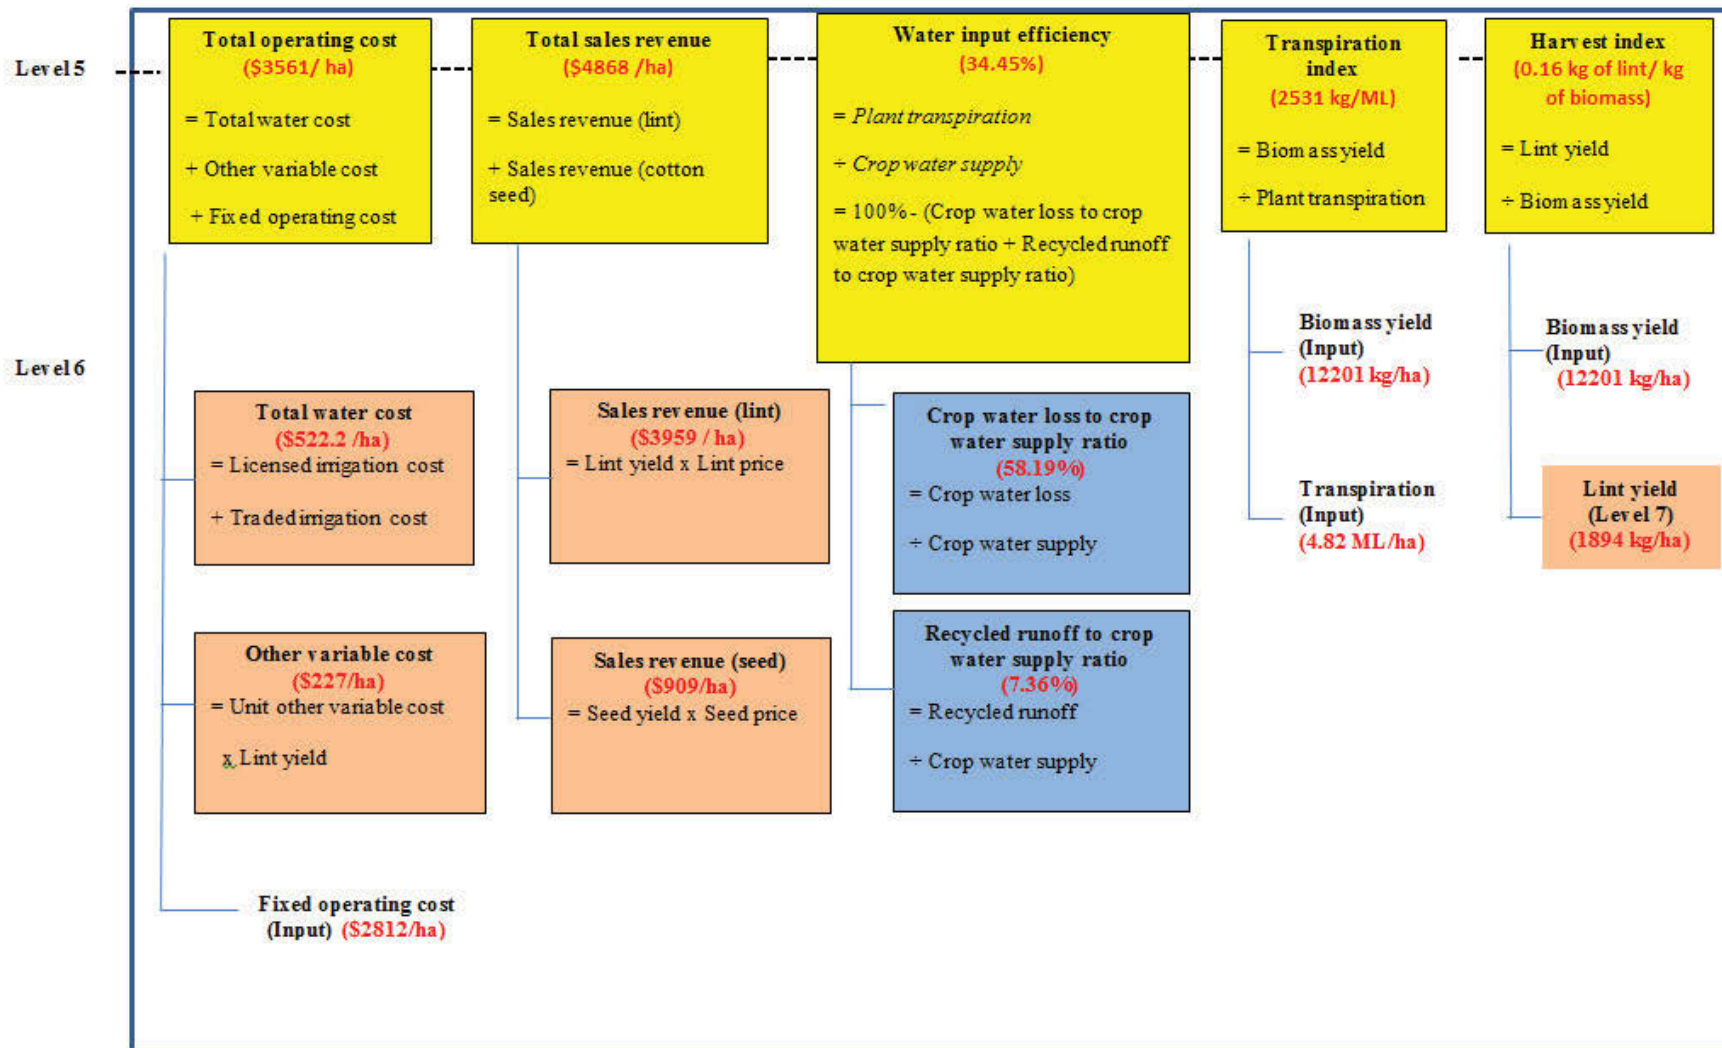 Level 5
Total operating cost
($3561/ ha)
= Total water cost
+ Other variable cost
+ Fixed operating cost
Total sales revenue
($4868 /ha)
= Sales revenue (lint)
+ Sales revenue (cotton
seed)
Water input efficiency
(34.45%)
= Plant transpiration
÷ Crop water supply
= 100% - (Crop water loss to crop
water supply ratio + Recycled runoff
to crop water supply ratio)
Transpiration
index
(2531 kg/ML)
= Biomass yield
÷ Plant transpiration
Harvest index
(0.16 kg of lint/ kg
of biomass)
= Lint yield
÷ Biomass yield
Level 6
Total water cost
($522.2 /ha)
= Licensed irrigation cost
+ Traded irrigation cost
Other variable cost
($227/ha)
= Unit other variable cost
x Lint yield
Fixed operating cost
(Input) ($2812/ha)
Sales revenue (lint)
($3959 / ha)
= Lint yield x Lint price
Sales revenue (seed)
($909/ha)
= Seed yield x Seed price
Crop water loss to crop
water supply ratio
(58.19%)
= Crop water loss
÷ Crop water supply
Recycled runoff to crop
water supply ratio
(7.36%)
= Recycled runoff
÷ Crop water supply
Biomass yield
(Input)
(12201 kg/ha)
Transpiration
(Input)
(4.82 ML/ha)
Biomass yield
(Input)
(12201 kg/ha)
Lint yield
(Level 7)
(1894 kg/ha)